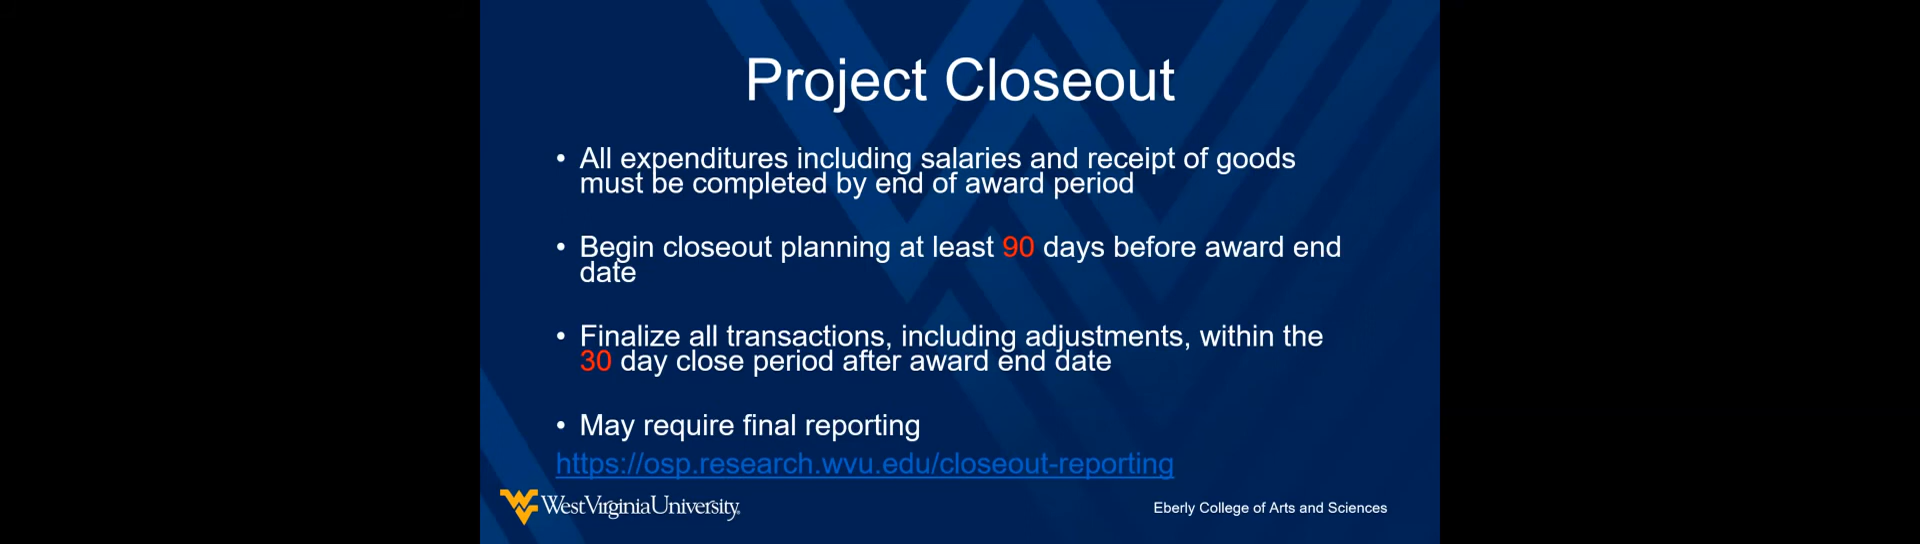 Project Closeout
• All expenditures including salaries and receipt of goods
must be completed by end of award period
• Begin closeout planning at least 90 days before award end
date
• Finalize all transactions, including adjustments, within the
30 day close period after award end date
• May require final reporting
https://osp.research.wvu.edu/closeout-reporting
WestVirginiaUniversity.
Eberly College of Arts and Sciences